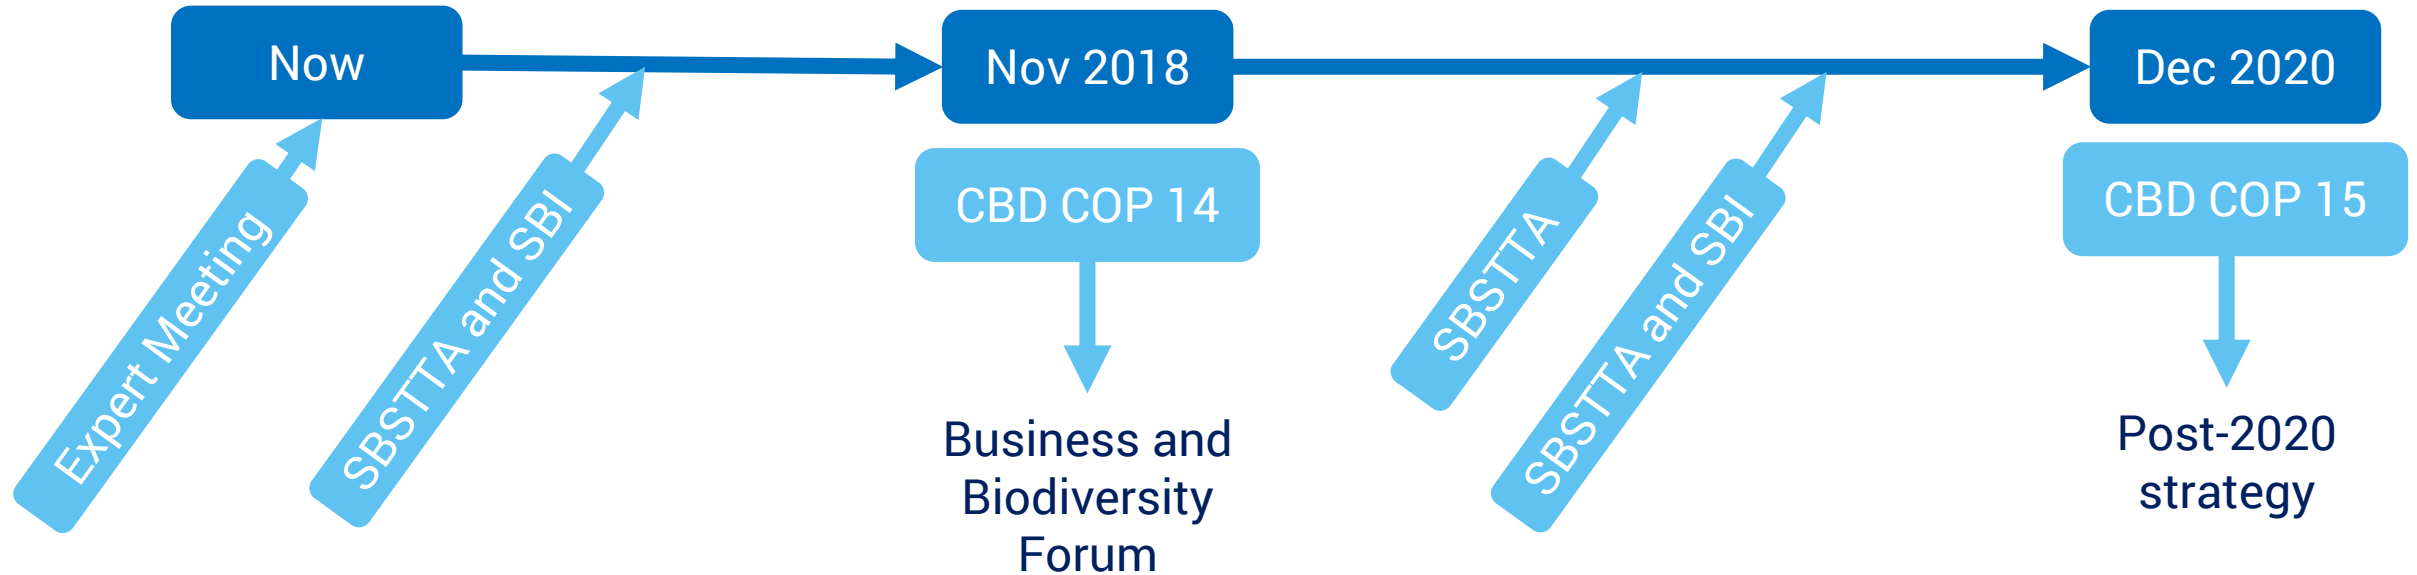 Now
Nov 2018
Dec 2020
CBD COP 14
CBD COP 15
Expert Meeting
SBSTTA and SBI
SBSTTA
SBSTTA and SBI
Business and
Biodiversity
Forum
Post-2020
strategy